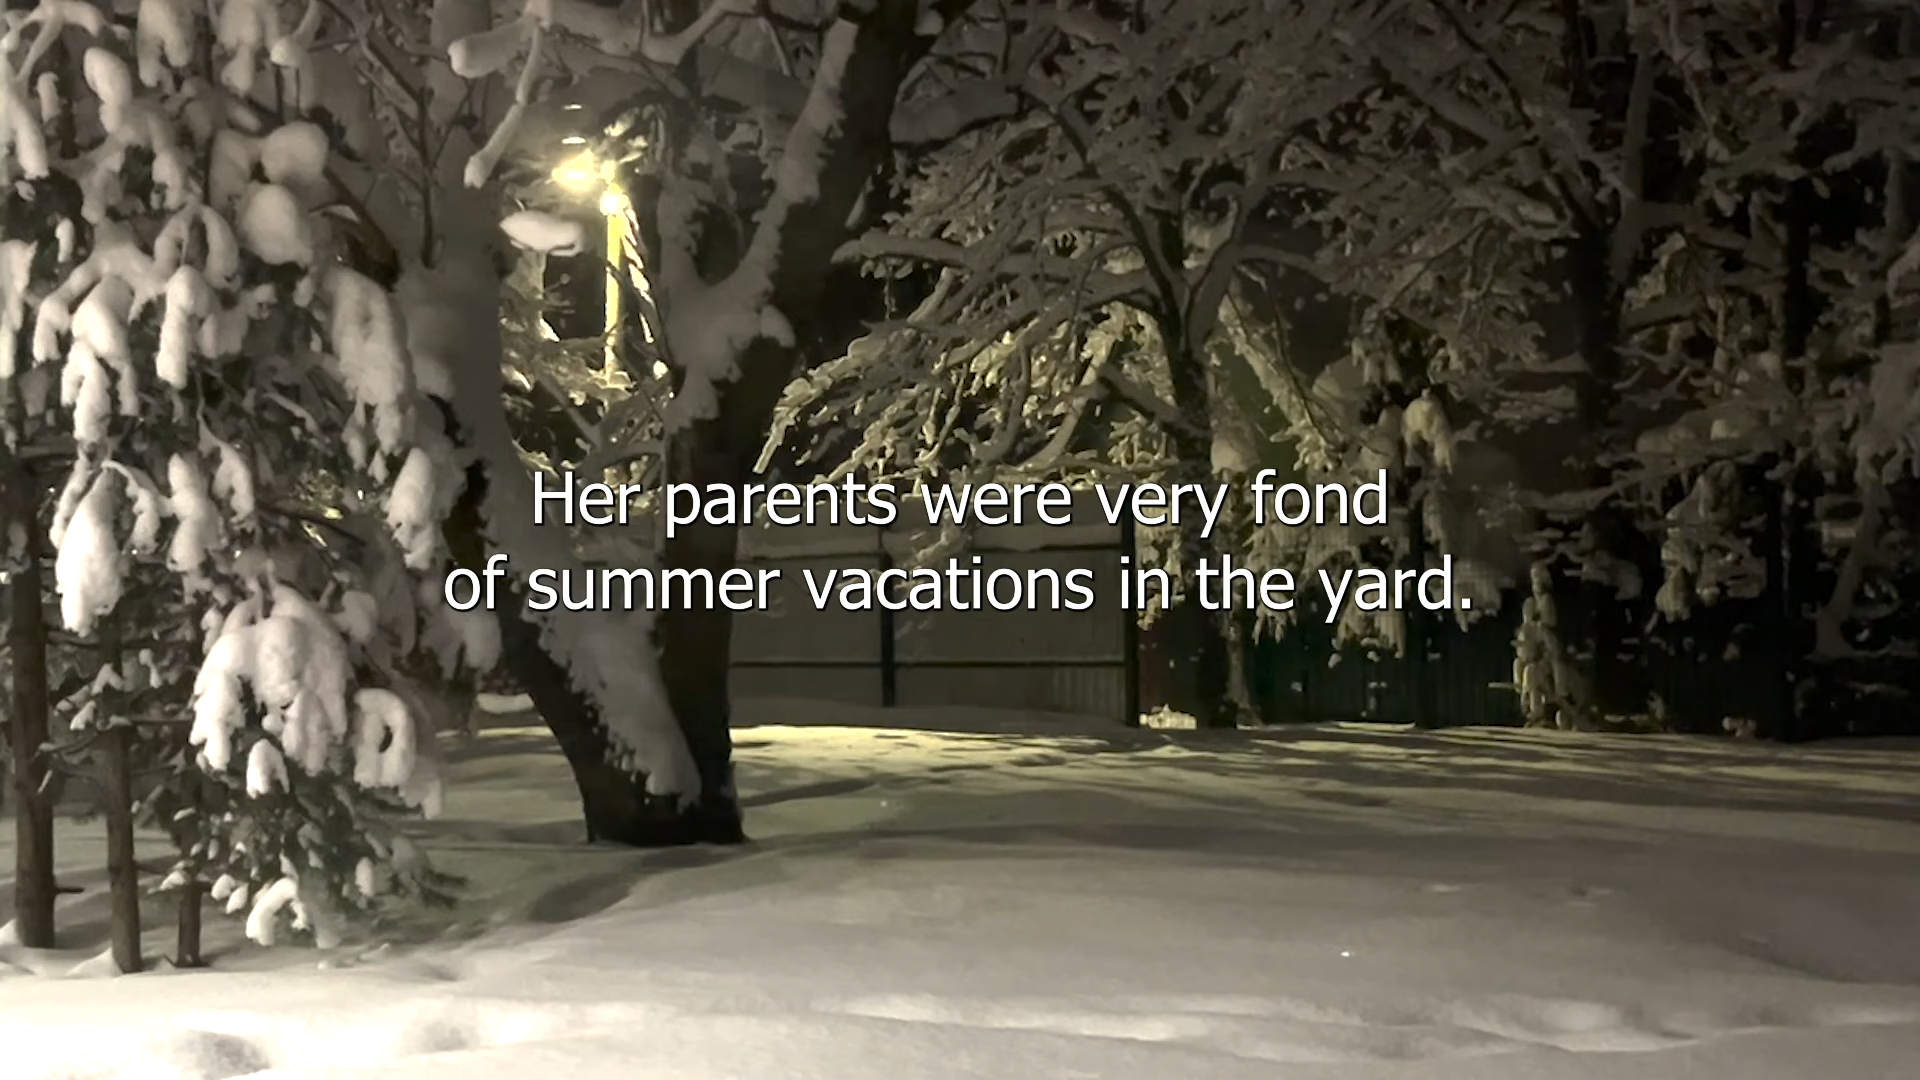 Her parents were very fond
of summer vacations in the yard.